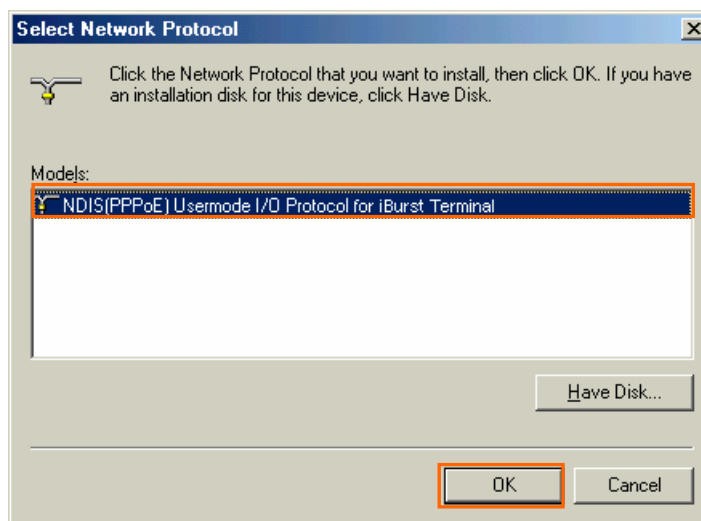 Select Network Protocol
Click the Network Protocol that you want to install, then click OK. If you have
an installation disk for this device, click Have Disk.
Models:
NDIS(PPPoE) Usermode I/O Protocol for iBurst Terminal
Have Disk...
OK
Cancel